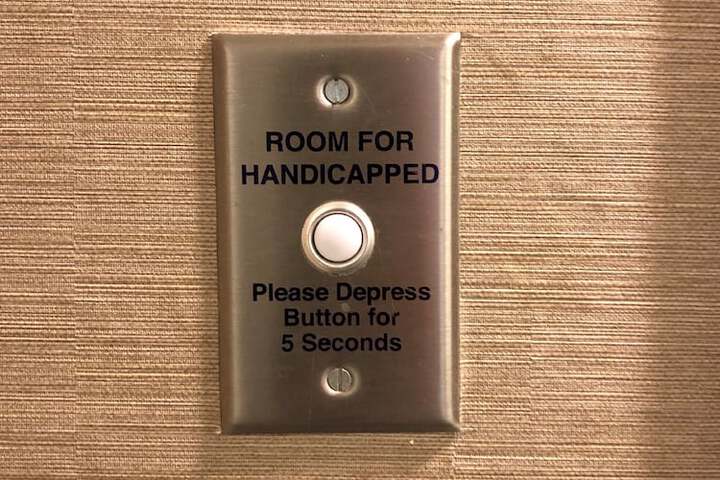 ROOM FOR
HANDICAPPED
Please Depress
Button for
5 Seconds